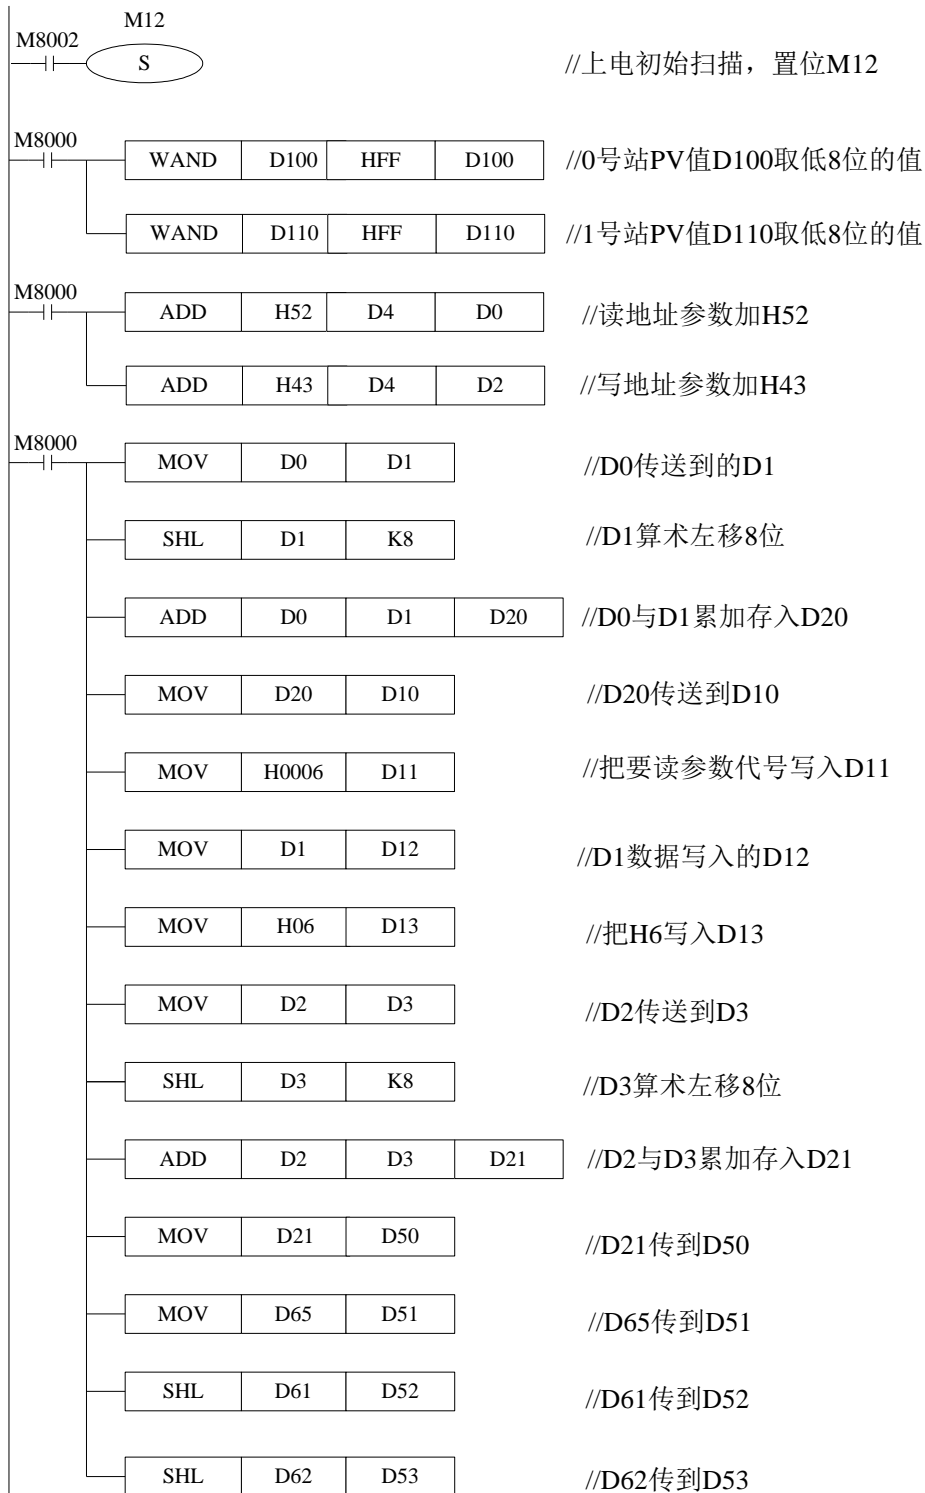 M12
M8002
S //上电初始扫描，置位M12
M8000
WAND D100 HFF D100 //0号站PV值D100取低8位的值
WAND D110 HFF D110 //1号站PV值D110取低8位的值
M8000
ADD H52 D4 D0 //读地址参数加H52
ADD H43 D4 D2 //写地址参数加H43
M8000
MOV D0 D1 //D0传送到的D1
SHL D1 K8 //D1算术左移8位
ADD D0 D1 D20 //D0与D1累加存入D20
MOV D20 D10 //D20传送到D10
MOV H0006 D11 //把要读参数代号写入D11
MOV D1 D12 //D1数据写入的D12
MOV H06 D13 //把H6写入D13
MOV D2 D3 //D2传送到D3
SHL D3 K8 //D3算术左移8位
ADD D2 D3 D21 //D2与D3累加存入D21
MOV D21 D50 //D21传到D50
MOV D65 D51 //D65传到D51
SHL D61 D52 //D61传到D52
SHL D62 D53 //D62传到D53